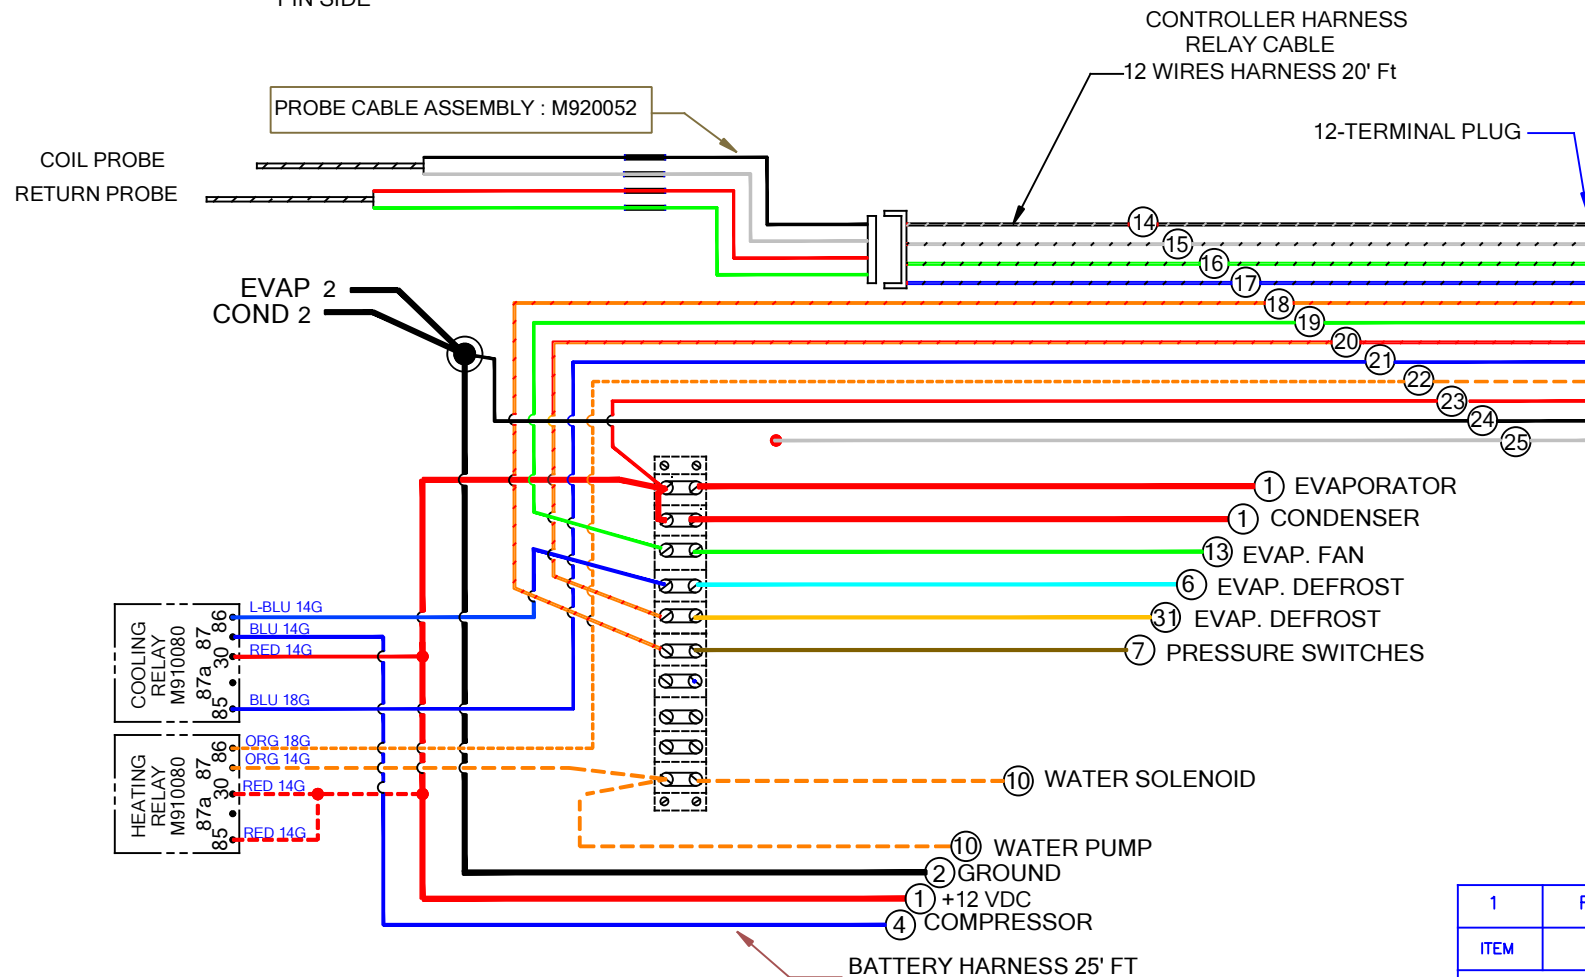 PIN SIDE
CONTROLLER HARNESS
RELAY CABLE
12 WIRES HARNESS 20' Ft
PROBE CABLE ASSEMBLY : M920052
12-TERMINAL PLUG
COIL PROBE
RETURN PROBE
14
15
16
17
EVAP 2
COND 2
18
19
20
21
22
23
24
25
1 EVAPORATOR
1 CONDENSER
13 EVAP. FAN
6 EVAP. DEFROST
31 EVAP. DEFROST
7 PRESSURE SWITCHES
COOLING
RELAY
M910080
86
87
30
87a
85
L-BLU 14G
BLU 14G
RED 14G
BLU 18G
HEATING
RELAY
M910080
86
87
30
87a
85
ORG 18G
ORG 14G
RED 14G
RED 14G
10 WATER SOLENOID
10 WATER PUMP
2 GROUND
1 +12 VDC
4 COMPRESSOR
BATTERY HARNESS 25' FT
1
ITEM